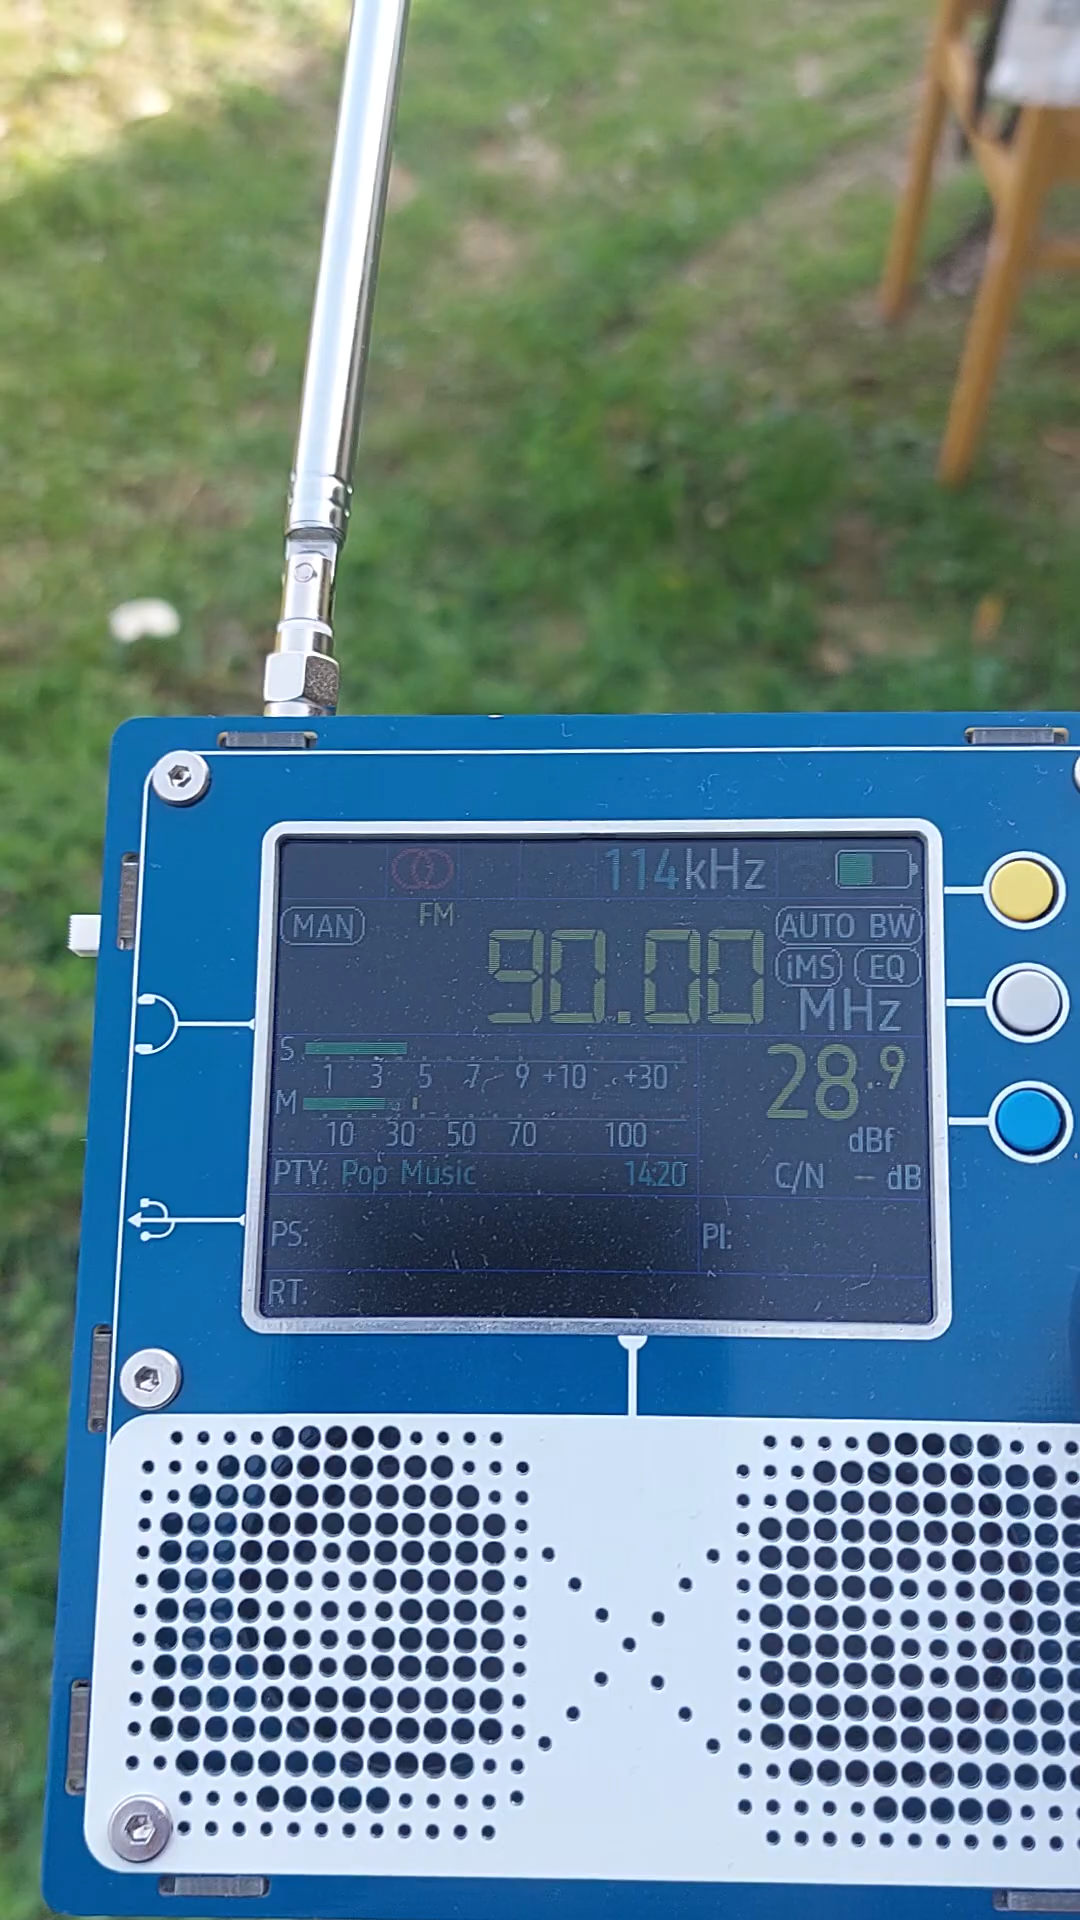 114kHz
FM
MAN
90.00
AUTO BW
iMS EQ
MHz
S
1 3 5 7 9 +10 +30
28.9
M
10 30 50 70 100
dBf
PTY: Pop Music 14:20
C/N -- dB
PS:
PI:
RT: